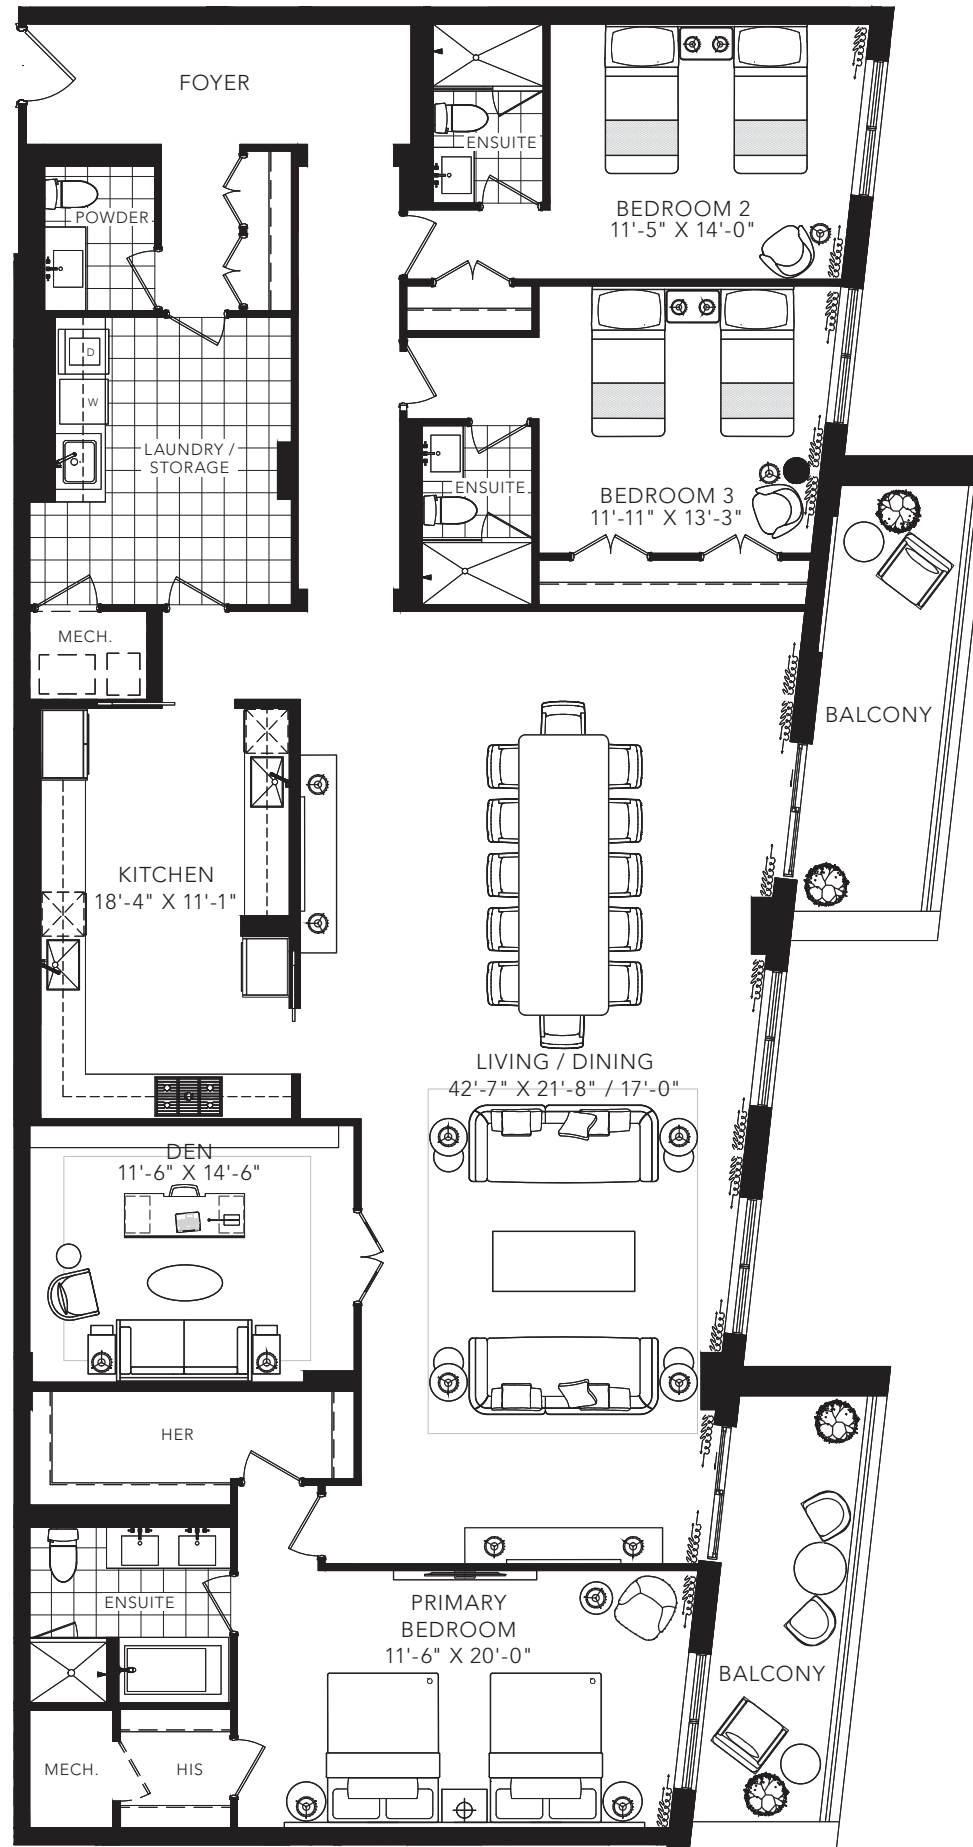 FOYER
ENSUITE
POWDER
BEDROOM 2
11'-5" X 14'-0"
D
W
LAUNDRY /
STORAGE
ENSUITE
BEDROOM 3
11'-11" X 13'-3"
MECH.
BALCONY
KITCHEN
18'-4" X 11'-1"
LIVING / DINING
42'-7" X 21'-8" / 17'-0"
DEN
11'-6" X 14'-6"
HER
ENSUITE
PRIMARY
BEDROOM
11'-6" X 20'-0"
BALCONY
MECH.
HIS